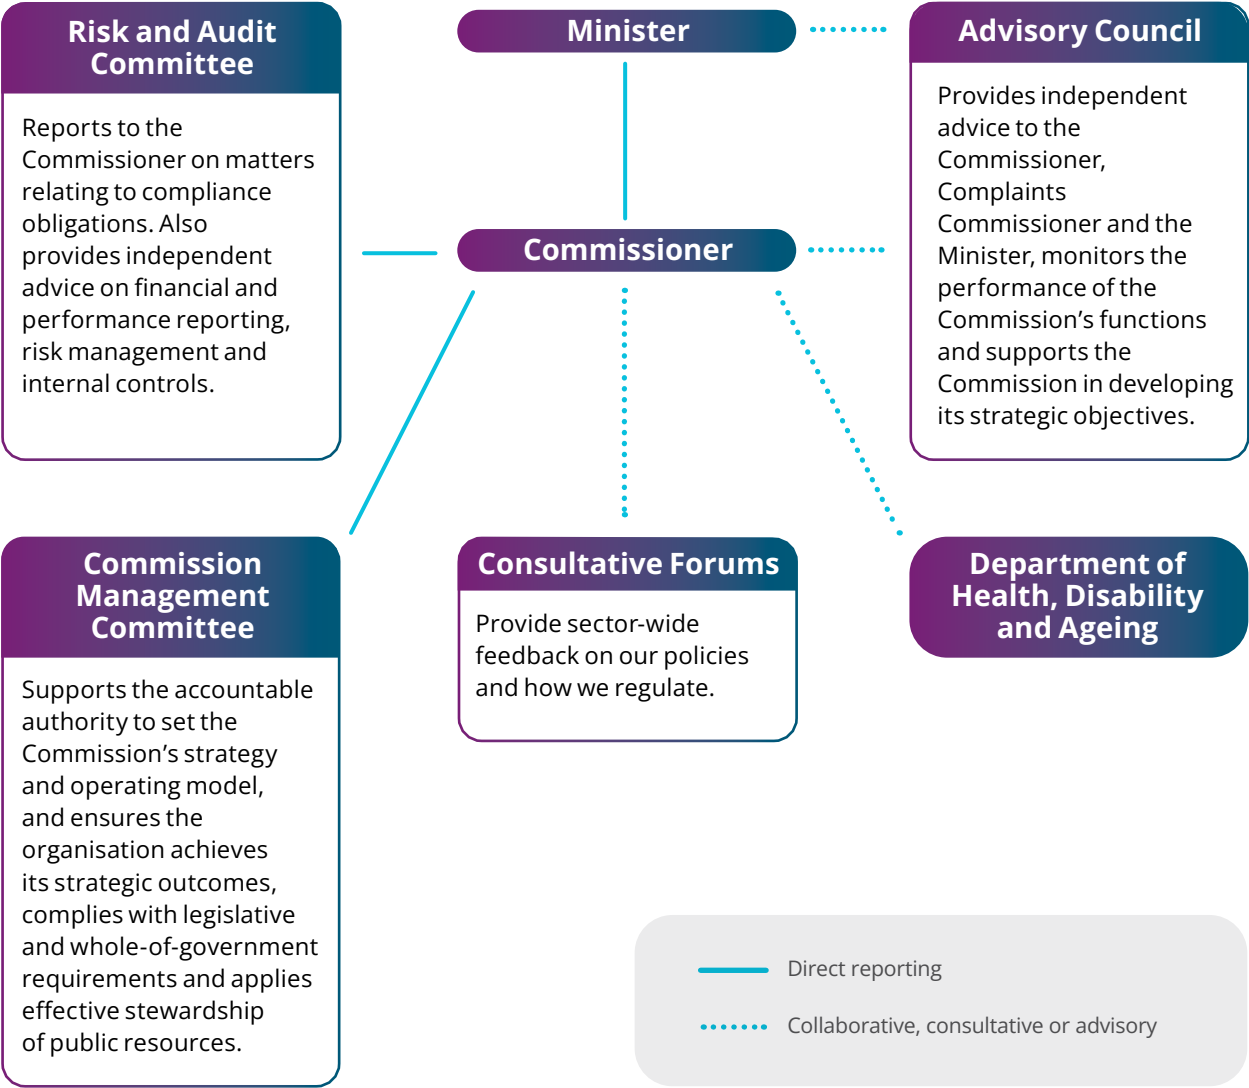 Risk and Audit
Committee
Reports to the
Commissioner on matters
relating to compliance
obligations. Also
provides independent
advice on financial and
performance reporting,
risk management and
internal controls.
Minister
Advisory Council
Provides independent
advice to the
Commissioner,
Complaints
Commissioner and the
Minister, monitors the
performance of the
Commission’s functions
and supports the
Commission in developing
its strategic objectives.
Commissioner
Commission
Management
Committee
Supports the accountable
authority to set the
Commission’s strategy
and operating model,
and ensures the
organisation achieves
its strategic outcomes,
complies with legislative
and whole-of-government
requirements and applies
effective stewardship
of public resources.
Consultative Forums
Provide sector-wide
feedback on our policies
and how we regulate.
Department of
Health, Disability
and Ageing
Direct reporting
Collaborative, consultative or advisory